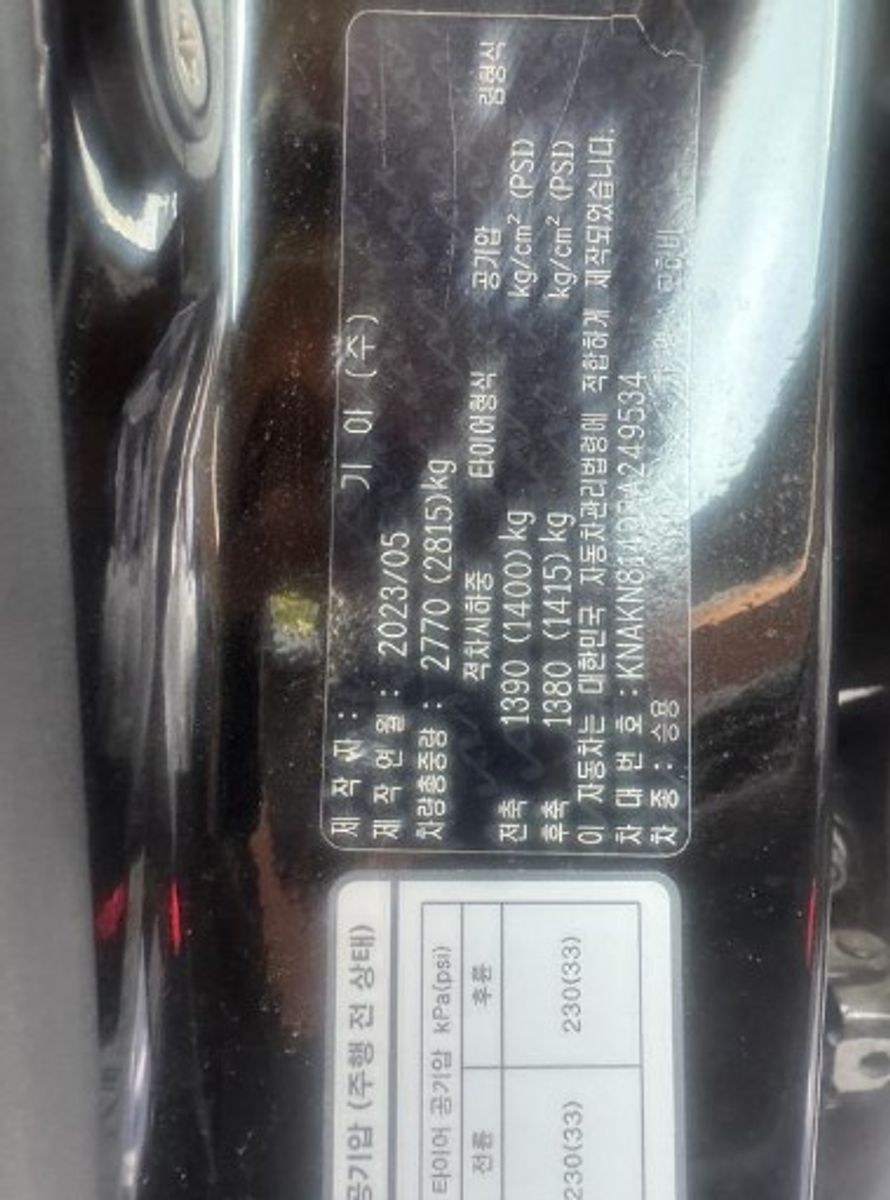 제 작 자 : 기 아 (주)
제 작 연 월 : 2023/05
차량총중량 : 2770 (2815)kg
적차시하중 타이어형식 공기압 림형식
전축 1390 (1400)kg kg/cm² (PSI)
후축 1380 (1415)kg kg/cm² (PSI)
이 자동차는 대한민국 자동차관리법령에 적합하게 제작되었습니다.
차 대 번 호 :
차 종 : 승용
공기압 (주행 전 상태)
타이어 공기압 kPa(psi)
전륜 후륜
230(33) 230(33)